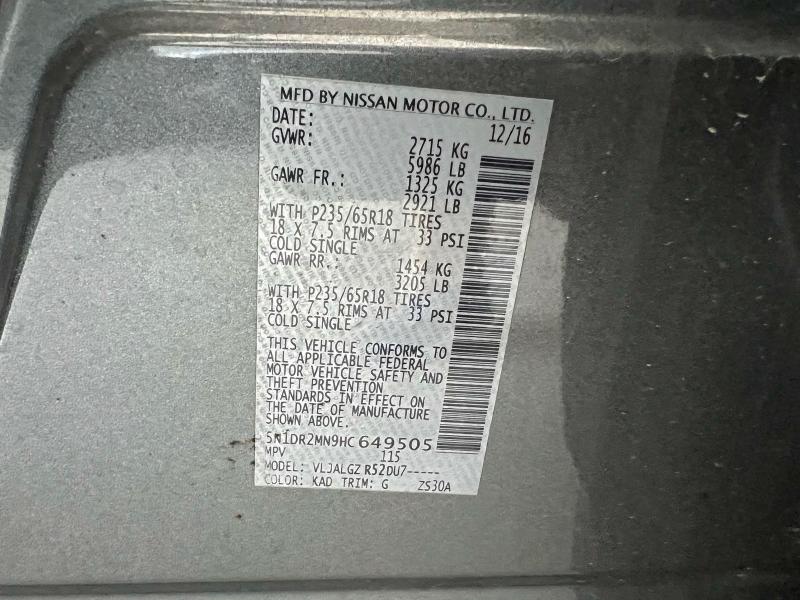 MFD BY NISSAN MOTOR CO., LTD.
DATE: 12/16
GVWR: 2715 KG
5986 LB
GAWR FR.: 1325 KG
2921 LB
WITH P235/65R18 TIRES
18 X 7.5 RIMS AT 33 PSI
COLD SINGLE
GAWR RR.: 1454 KG
3205 LB
WITH P235/65R18 TIRES
18 X 7.5 RIMS AT 33 PSI
COLD SINGLE
THIS VEHICLE CONFORMS TO
ALL APPLICABLE FEDERAL
MOTOR VEHICLE SAFETY AND
THEFT PREVENTION
STANDARDS IN EFFECT ON
THE DATE OF MANUFACTURE
SHOWN ABOVE.
5N1DR2MN9HC649505
MPV 115
MODEL: VLJALGZ R52DU7-----
COLOR: KAD TRIM: G ZS30A